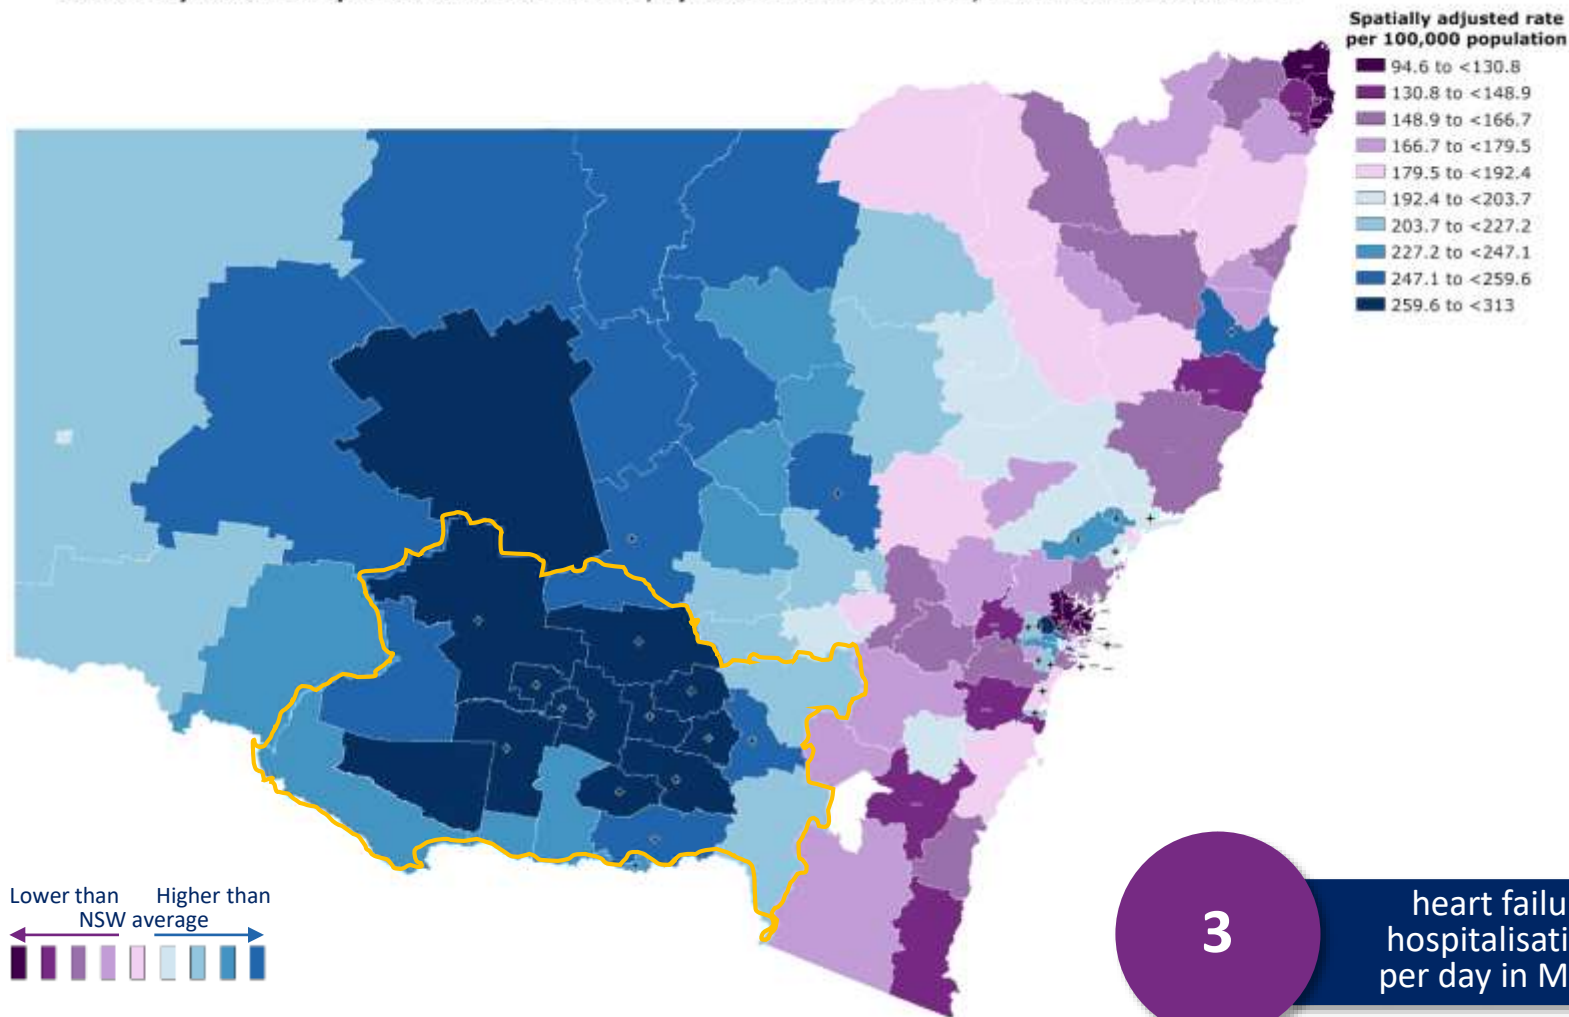 Spatially adjusted rate
per 100,000 population
94.6 to <130.8
130.8 to <148.9
148.9 to <166.7
166.7 to <179.5
179.5 to <192.4
192.4 to <203.7
203.7 to <227.2
227.2 to <247.1
247.1 to <259.6
259.6 to <313
Lower than Higher than
NSW average
3
heart failu
hospitalisati
per day in M